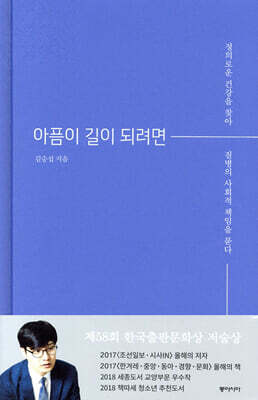 정의로운 건강을 찾아
질병의 사회적 책임을 묻다
아픔이 길이 되려면
김승섭 지음
제58회 한국출판문화상 저술상
2017 〈조선일보·시사IN〉 올해의 저자
2017 〈한겨레·중앙·동아·경향·문화〉 올해의 책
2018 세종도서 교양부문 우수작
2018 책따세 청소년 추천도서
동아시아